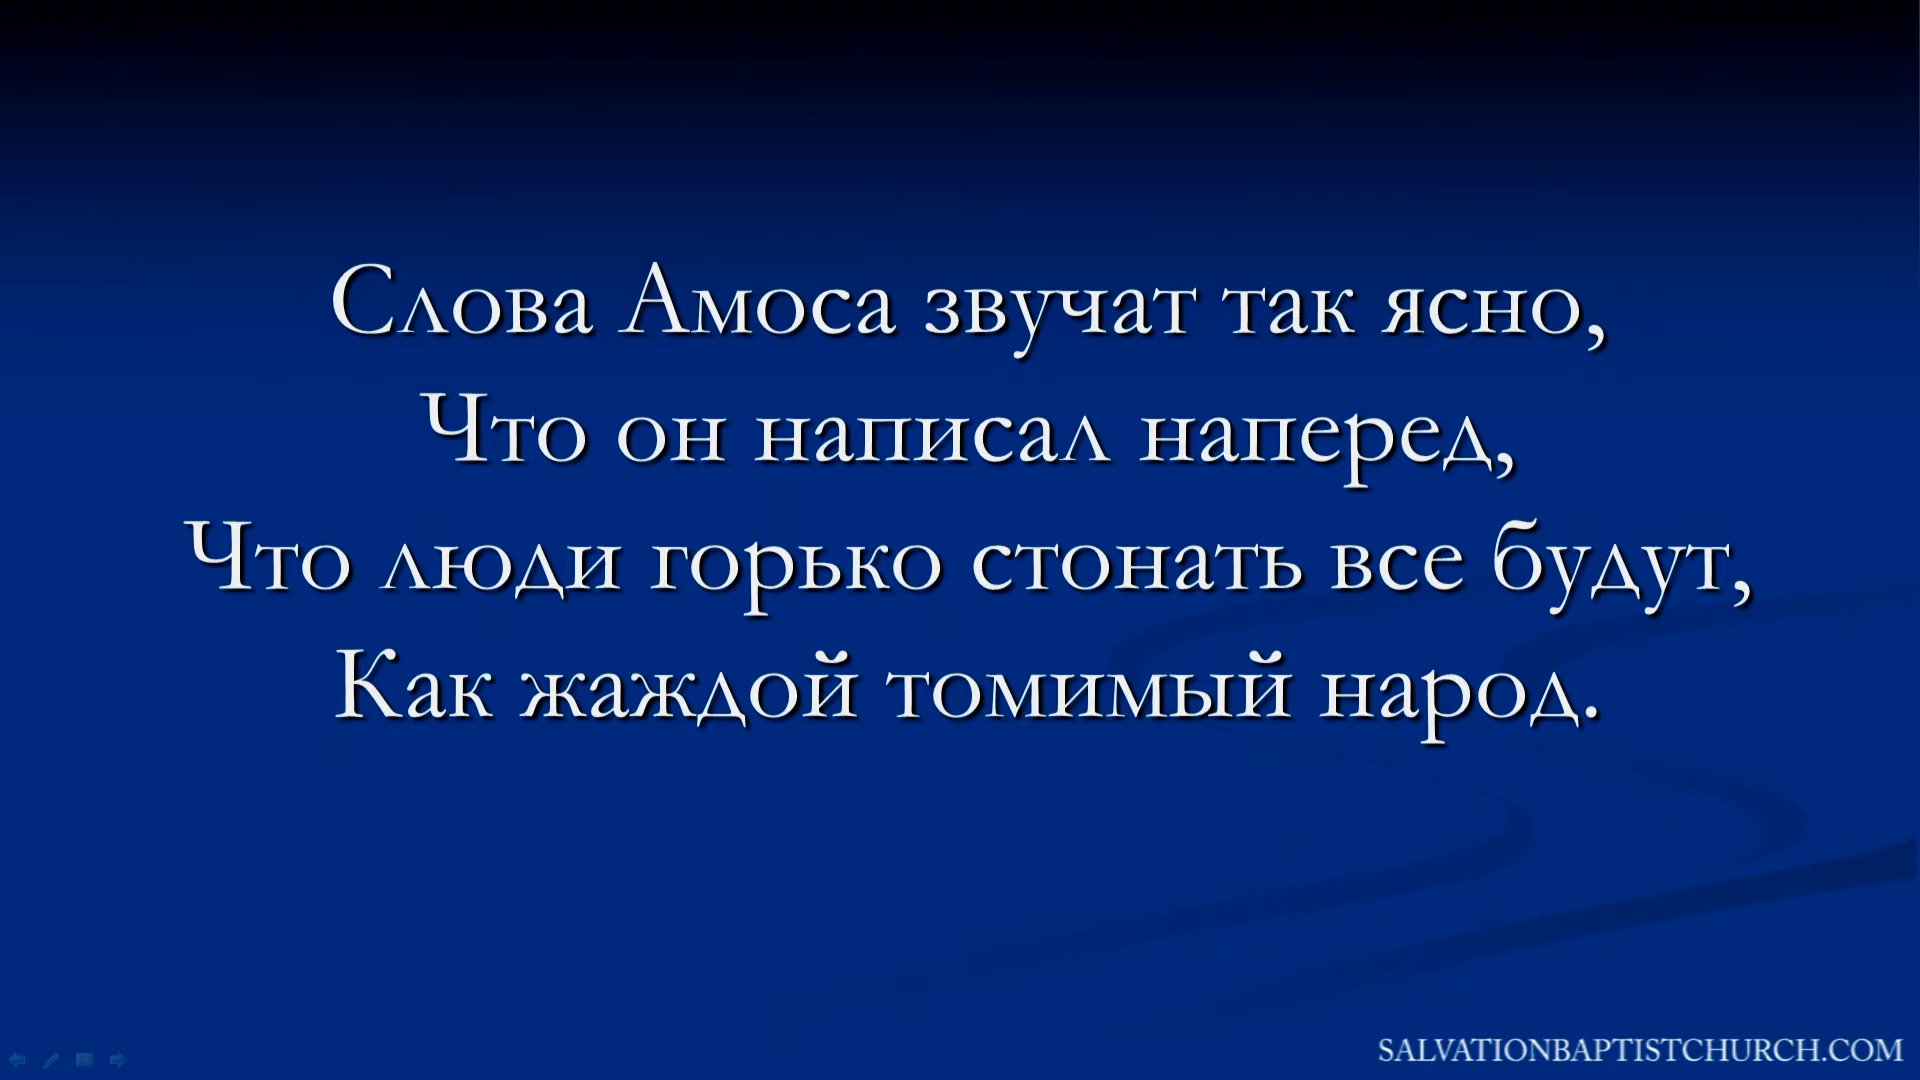 Слова Амоса звучат так ясно,
Что он написал наперед,
Что люди горько стонать все будут,
Как жаждой томимый народ.
SALVATIONBAPTISTCHURCH.COM